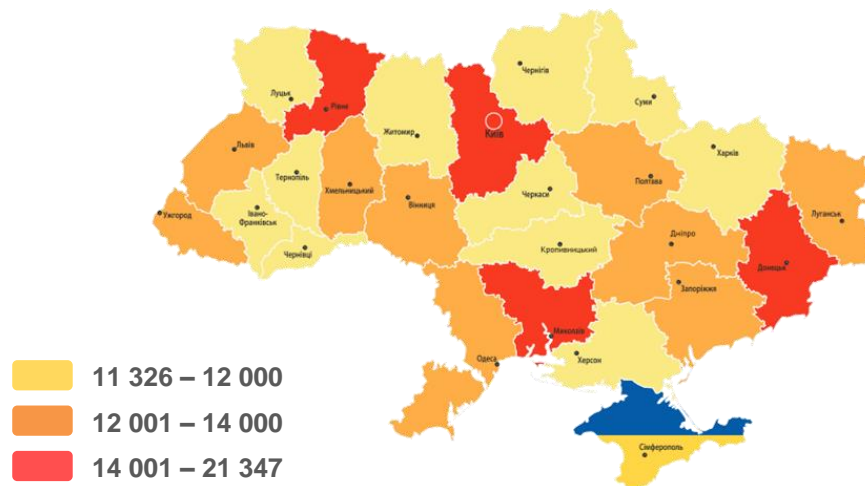 Чернігів
Луцьк
Рівне
Суми
Київ
Житомир
Львів
Харків
Тернопіль
Хмельницький
Полтава
Черкаси
Вінниця
Івано-
Франківськ
Ужгород
Луганськ
Дніпро
Чернівці
Кропивницький
Донецьк
Запоріжжя
Миколаїв
Одеса
Херсон
Сімферополь
11 326 – 12 000
12 001 – 14 000
14 001 – 21 347